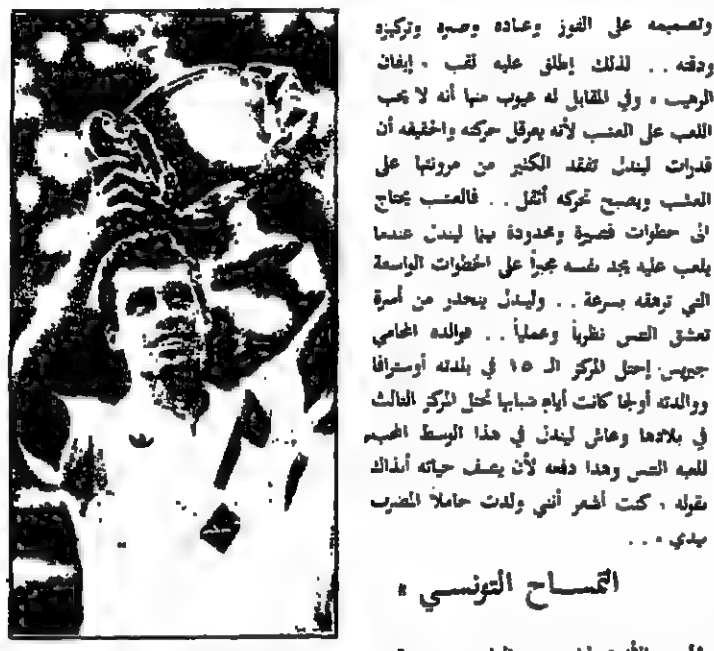 وتصميمه على الفوز وعناده وصبره وتركيزه
ودقته . . لذلك إطلق عليه لقب « إيفان
الرهيب » وفي المقابل له عيوب منها أنه لا يحب
اللعب على العشب لأنه يعرقل حركته والحقيقة أن
قدرات ليندل تفقد الكثير من مرونتها على
العشب ويصبح تحركه أثقل . . فالعشب يحتاج
الى خطوات قصيرة ومحدودة بينما ليندل عندما
يلعب عليه يجد نفسه مجبراً على الخطوات الواسعة
التي ترهقه بسرعة . . وليندل ينحدر من أسرة
تعشق التنس نظرياً وعملياً . . فوالده المحامي
جيريس إحتل المركز الـ ١٥ في بلدته أوسترافا
ووالدته أولجا كانت أيام شبابها تحتل المركز الثالث
في بلادها وعاش ليندل في هذا الوسط المحب
للعبه التنس وهذا دفعه لأن يصف حياته آنذاك
بقوله « كنت أشعر أنني ولدت حاملاً المضرب
بيدي » . . .
التمساح التونسي »